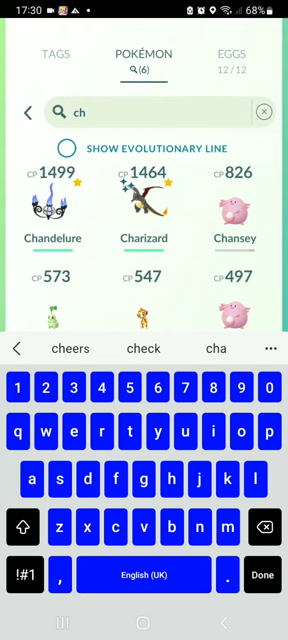 17:30 68%
TAGS POKÉMON EGGS
(6) 12 / 12
ch
SHOW EVOLUTIONARY LINE
CP1499 CP1464 CP826
Chandelure Charizard Chansey
CP573 CP547 CP497
cheers check cha
1 2 3 4 5 6 7 8 9 0
q w e r t y u i o p
a s d f g h j k l
z x c v b n m
!#1 , English (UK) . Done